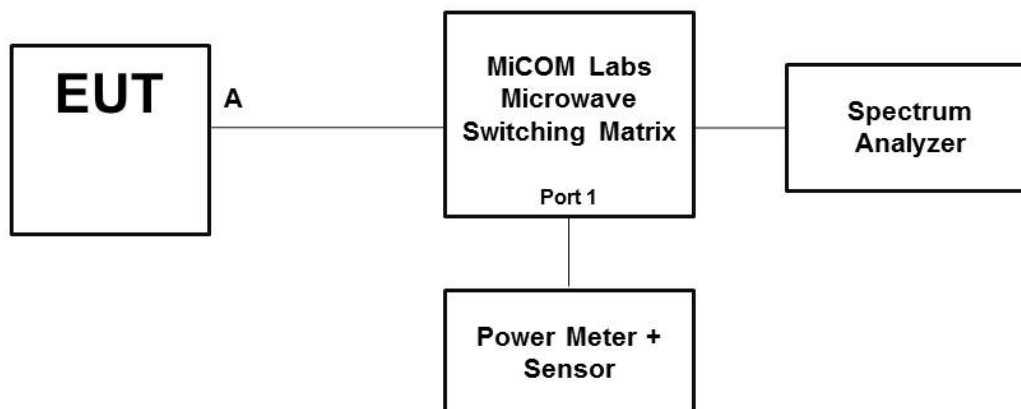 EUT
A
MiCOM Labs
Microwave
Switching Matrix
Port 1
Spectrum
Analyzer
Power Meter +
Sensor